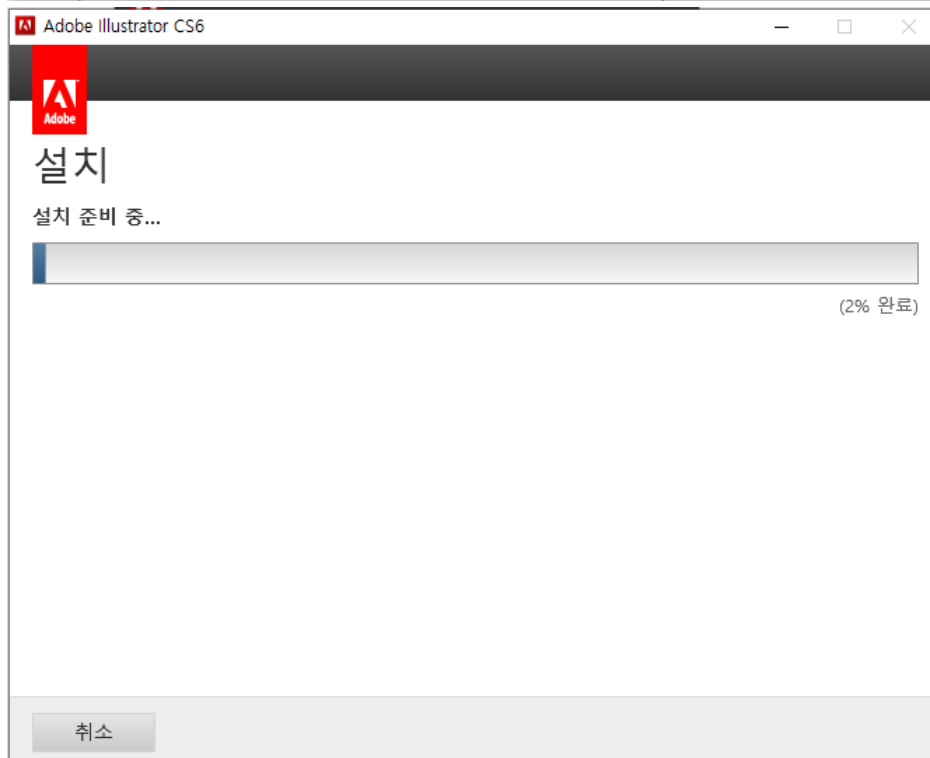 Adobe Illustrator CS6
Adobe
설치
설치 준비 중...
(2% 완료)
취소